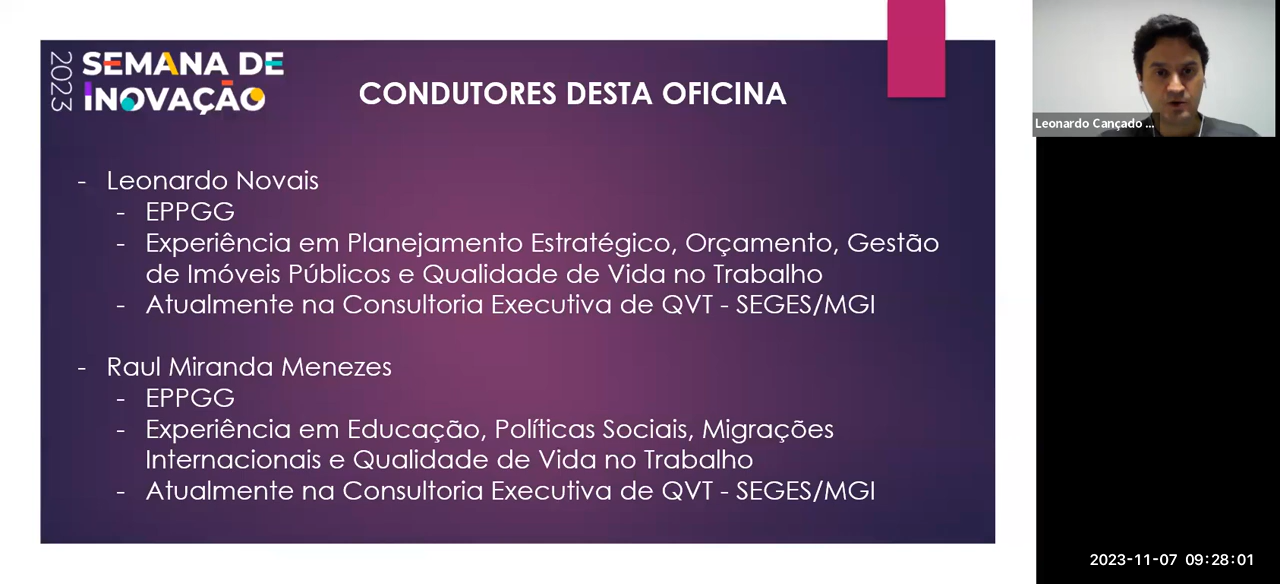 2023
SEMANA DE
INOVAÇÃO
CONDUTORES DESTA OFICINA
- Leonardo Novais
- EPPGG
- Experiência em Planejamento Estratégico, Orçamento, Gestão
de Imóveis Públicos e Qualidade de Vida no Trabalho
- Atualmente na Consultoria Executiva de QVT - SEGES/MGI
- Raul Miranda Menezes
- EPPGG
- Experiência em Educação, Políticas Sociais, Migrações
Internacionais e Qualidade de Vida no Trabalho
- Atualmente na Consultoria Executiva de QVT - SEGES/MGI
Leonardo Cançado ...
2023-11-07 09:28:01